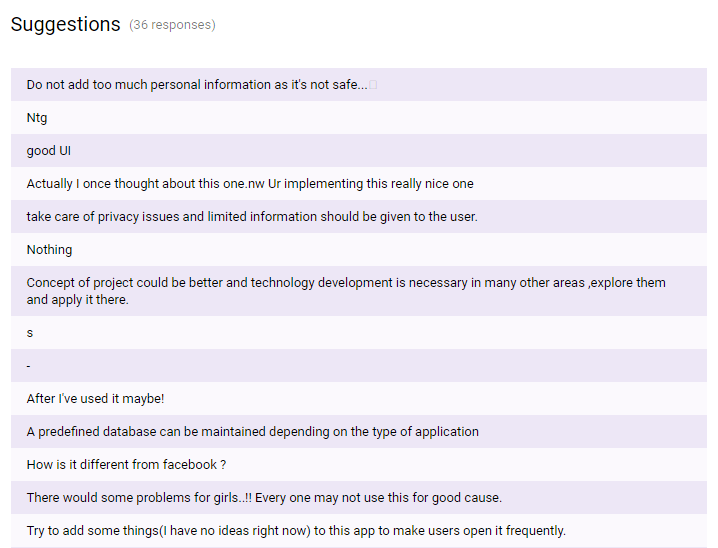 Suggestions (36 responses)
Do not add too much personal information as it's not safe...
Ntg
good UI
Actually I once thought about this one.nw Ur implementing this really nice one
take care of privacy issues and limited information should be given to the user.
Nothing
Concept of project could be better and technology development is necessary in many other areas ,explore them
and apply it there.
s
-
After I've used it maybe!
A predefined database can be maintained depending on the type of application
How is it different from facebook ?
There would some problems for girls..!! Every one may not use this for good cause.
Try to add some things(I have no ideas right now) to this app to make users open it frequently.